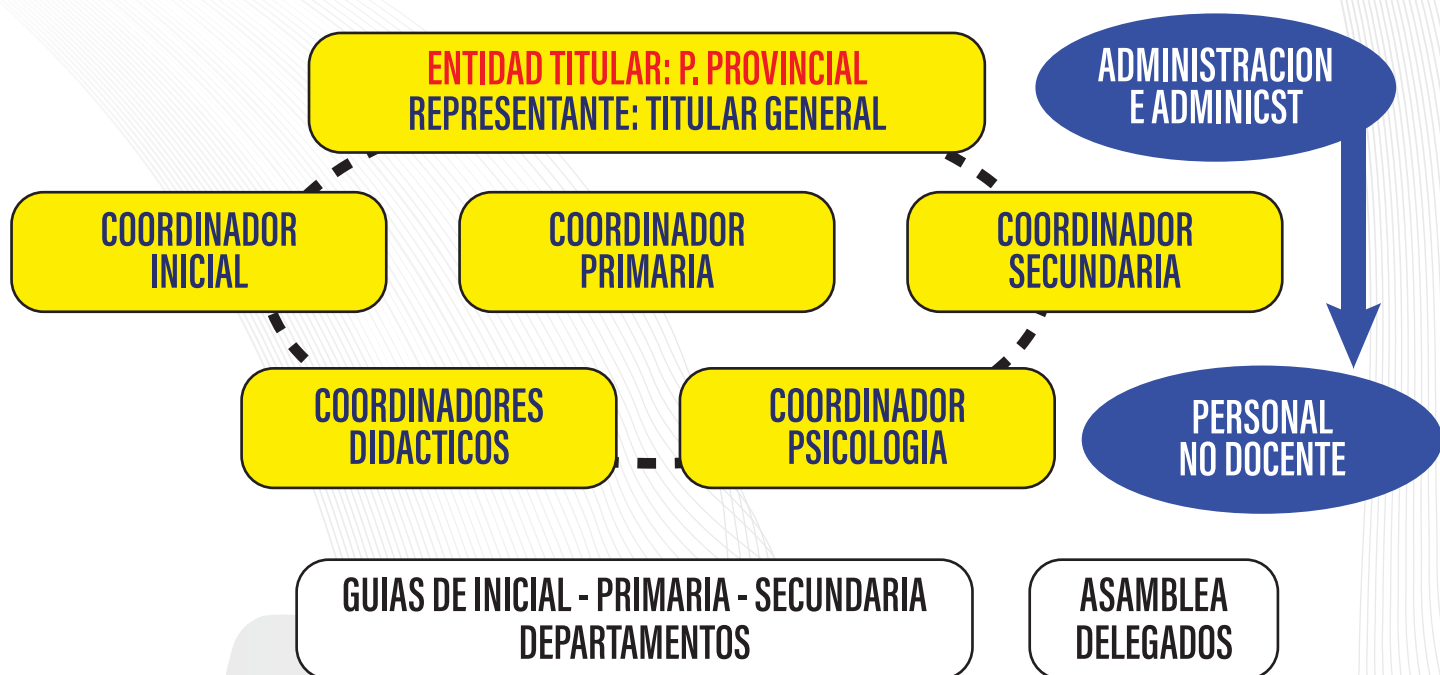 ENTIDAD TITULAR: P. PROVINCIAL
REPRESENTANTE: TITULAR GENERAL
ADMINISTRACION
E ADMINICST
COORDINADOR
INICIAL
COORDINADOR
PRIMARIA
COORDINADOR
SECUNDARIA
COORDINADORES
DIDACTICOS
COORDINADOR
PSICOLOGIA
PERSONAL
NO DOCENTE
GUIAS DE INICIAL - PRIMARIA - SECUNDARIA
DEPARTAMENTOS
ASAMBLEA
DELEGADOS